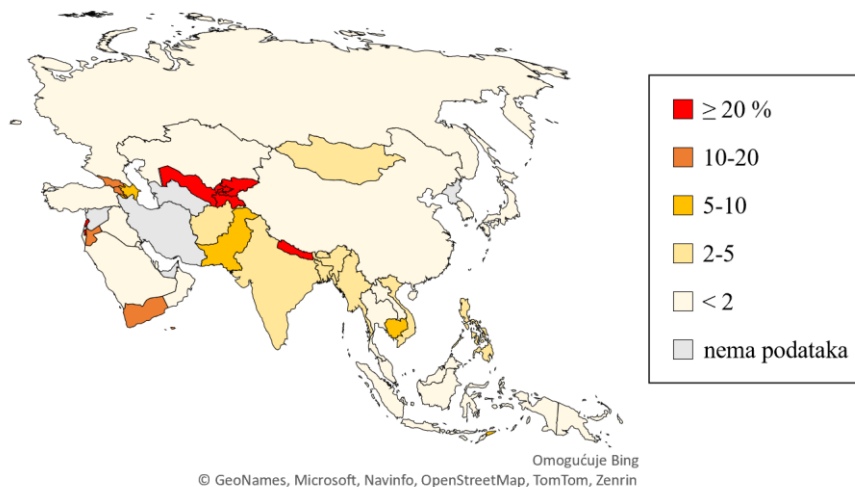 ≥ 20 %
10-20
5-10
2-5
< 2
nema podataka
Omogućuje Bing
© GeoNames, Microsoft, Navinfo, OpenStreetMap, TomTom, Zenrin